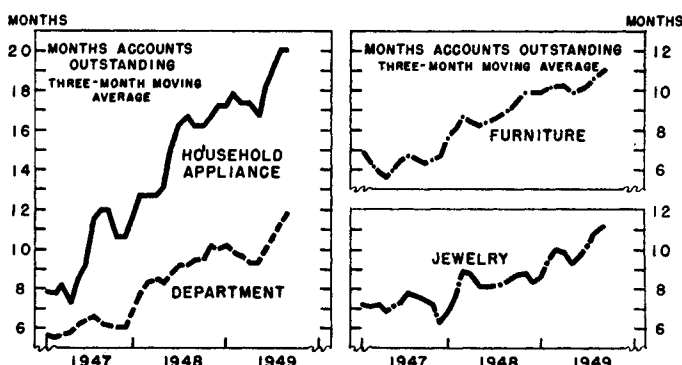 MONTHS
20
18
16
14
12
10
8
6
MONTHS ACCOUNTS
OUTSTANDING
THREE-MONTH MOVING
AVERAGE
HOUSEHOLD
APPLIANCE
DEPARTMENT
1947 1948 1949
MONTHS
MONTHS ACCOUNTS OUTSTANDING
THREE-MONTH MOVING AVERAGE
FURNITURE
12
10
8
6
JEWELRY
12
10
8
6
1947 1948 1949